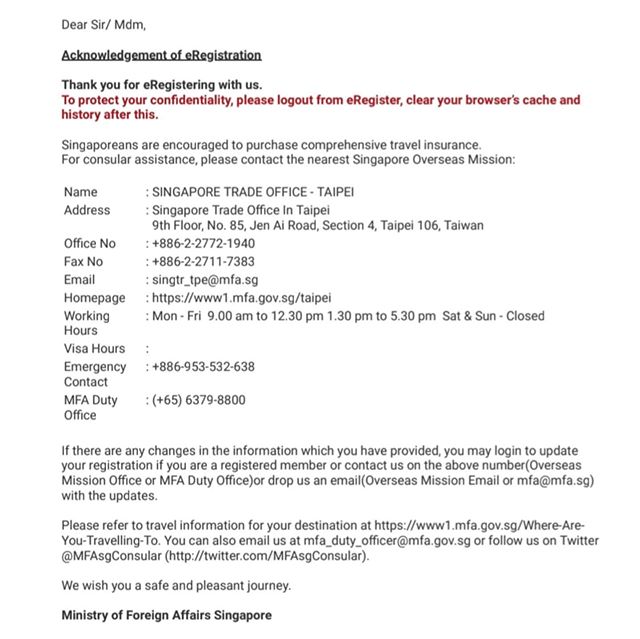 Dear Sir/ Mdm,
Acknowledgement of eRegistration
Thank you for eRegistering with us.
To protect your confidentiality, please logout from eRegister, clear your browser's cache and
history after this.
Singaporeans are encouraged to purchase comprehensive travel insurance.
For consular assistance, please contact the nearest Singapore Overseas Mission:
Name : SINGAPORE TRADE OFFICE - TAIPEI
Address : Singapore Trade Office In Taipei
9th Floor, No. 85, Jen Ai Road, Section 4, Taipei 106, Taiwan
Office No : +886-2-2772-1940
Fax No : +886-2-2711-7383
Email : singtr_tpe@mfa.sg
Homepage : https://www1.mfa.gov.sg/taipei
Working : Mon - Fri 9.00 am to 12.30 pm 1.30 pm to 5.30 pm Sat & Sun - Closed
Hours
Visa Hours :
Emergency : +886-953-532-638
Contact
MFA Duty : (+65) 6379-8800
Office
If there are any changes in the information which you have provided, you may login to update
your registration if you are a registered member or contact us on the above number(Overseas
Mission Office or MFA Duty Office)or drop us an email(Overseas Mission Email or mfa@mfa.sg)
with the updates.
Please refer to travel information for your destination at https://www1.mfa.gov.sg/Where-Are-
You-Travelling-To. You can also email us at mfa_duty_officer@mfa.gov.sg or follow us on Twitter
@MFAsgConsular (http://twitter.com/MFAsgConsular).
We wish you a safe and pleasant journey.
Ministry of Foreign Affairs Singapore